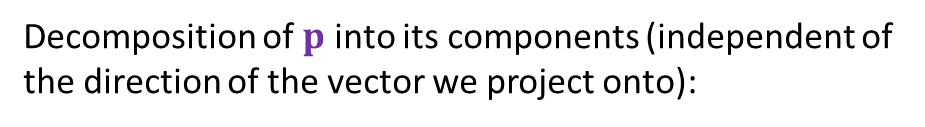 Decomposition of p into its components (independent of
the direction of the vector we project onto):